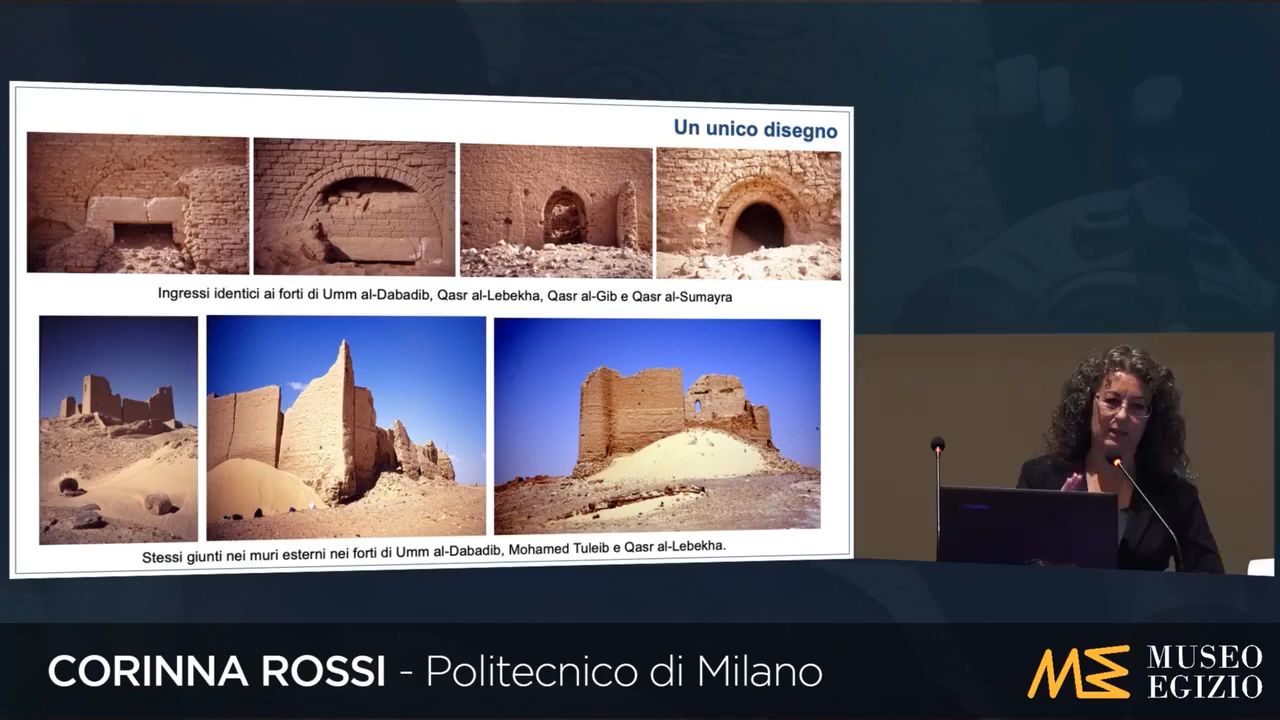 Un unico disegno
Ingressi identici ai forti di Umm al-Dabadib, Qasr al-Lebekha, Qasr al-Gib e Qasr al-Sumayra
Stessi giunti nei muri esterni nei forti di Umm al-Dabadib, Mohamed Tuleib e Qasr al-Lebekha.
CORINNA ROSSI - Politecnico di Milano
MUSEO
EGIZIO